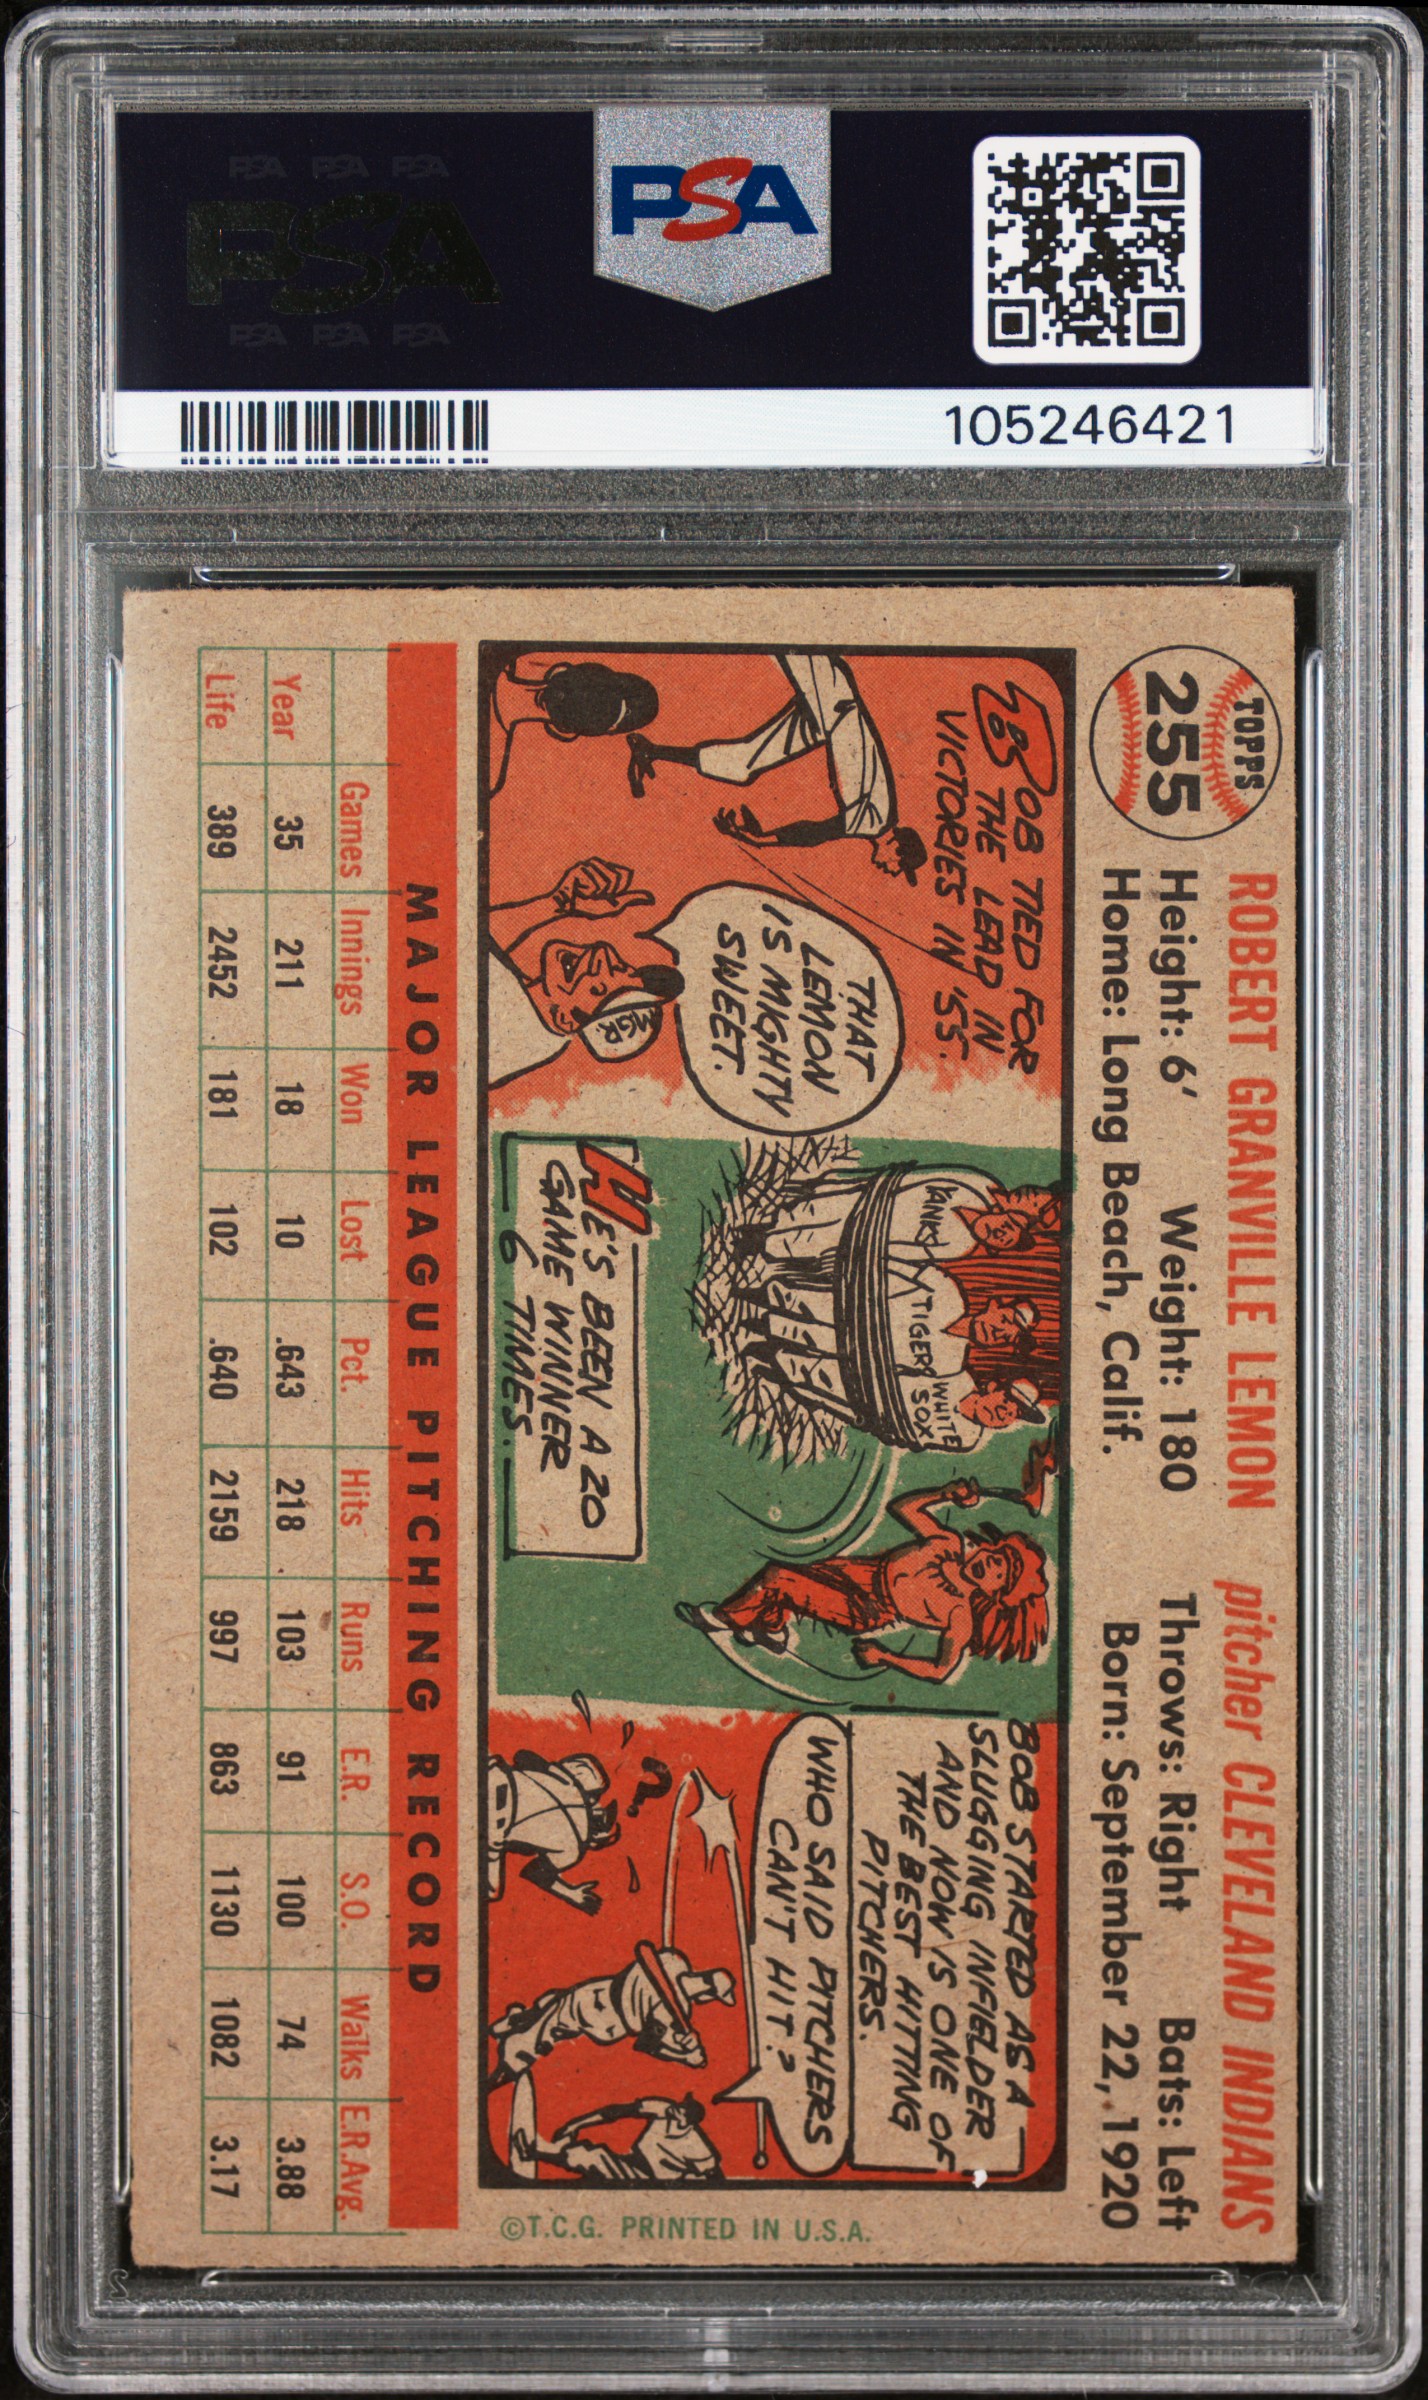 PSA PSA PSA
PSA
PSA PSA PSA
PSA
105246421
TOPPS
255
ROBERT GRANVILLE LEMON pitcher CLEVELAND INDIANS
Height: 6' Weight: 180 Throws: Right Bats: Left
Home: Long Beach, Calif. Born: September 22, 1920
BOB TIED FOR
THE LEAD IN
VICTORIES IN '55.
THAT
LEMON
IS MIGHTY
SWEET.
MGR.
YANKS
TIGERS
WHITE
SOX
HE'S BEEN A 20
GAME WINNER
6 TIMES.
BOB STARTED AS A
SLUGGING INFIELDER
AND NOW IS ONE OF
THE BEST HITTING
PITCHERS.
WHO SAID PITCHERS
CAN'T HIT?
MAJOR LEAGUE PITCHING RECORD
Games Innings Won Lost Pct. Hits Runs E.R. S.O. Walks E.R.Avg.
Year 35 211 18 10 .643 218 103 91 100 74 3.88
Life 389 2452 181 102 .640 2159 997 863 1130 1082 3.17
©T.C.G. PRINTED IN U.S.A.